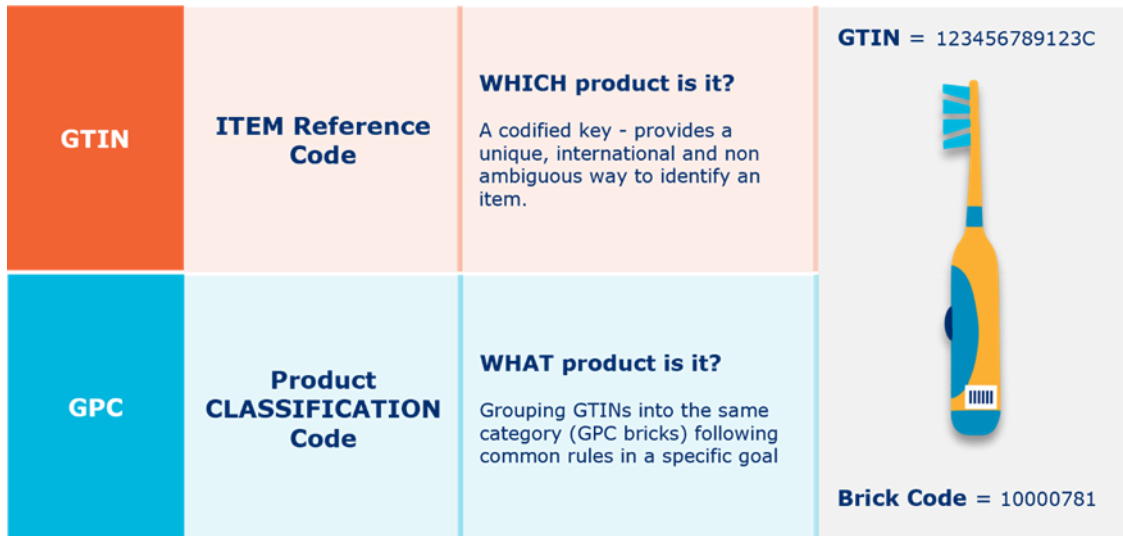 GTIN
ITEM Reference
Code
WHICH product is it?
A codified key - provides a
unique, international and non
ambiguous way to identify an
item.
GPC
Product
CLASSIFICATION
Code
WHAT product is it?
Grouping GTINs into the same
category (GPC bricks) following
common rules in a specific goal
GTIN = 123456789123C
Brick Code = 10000781